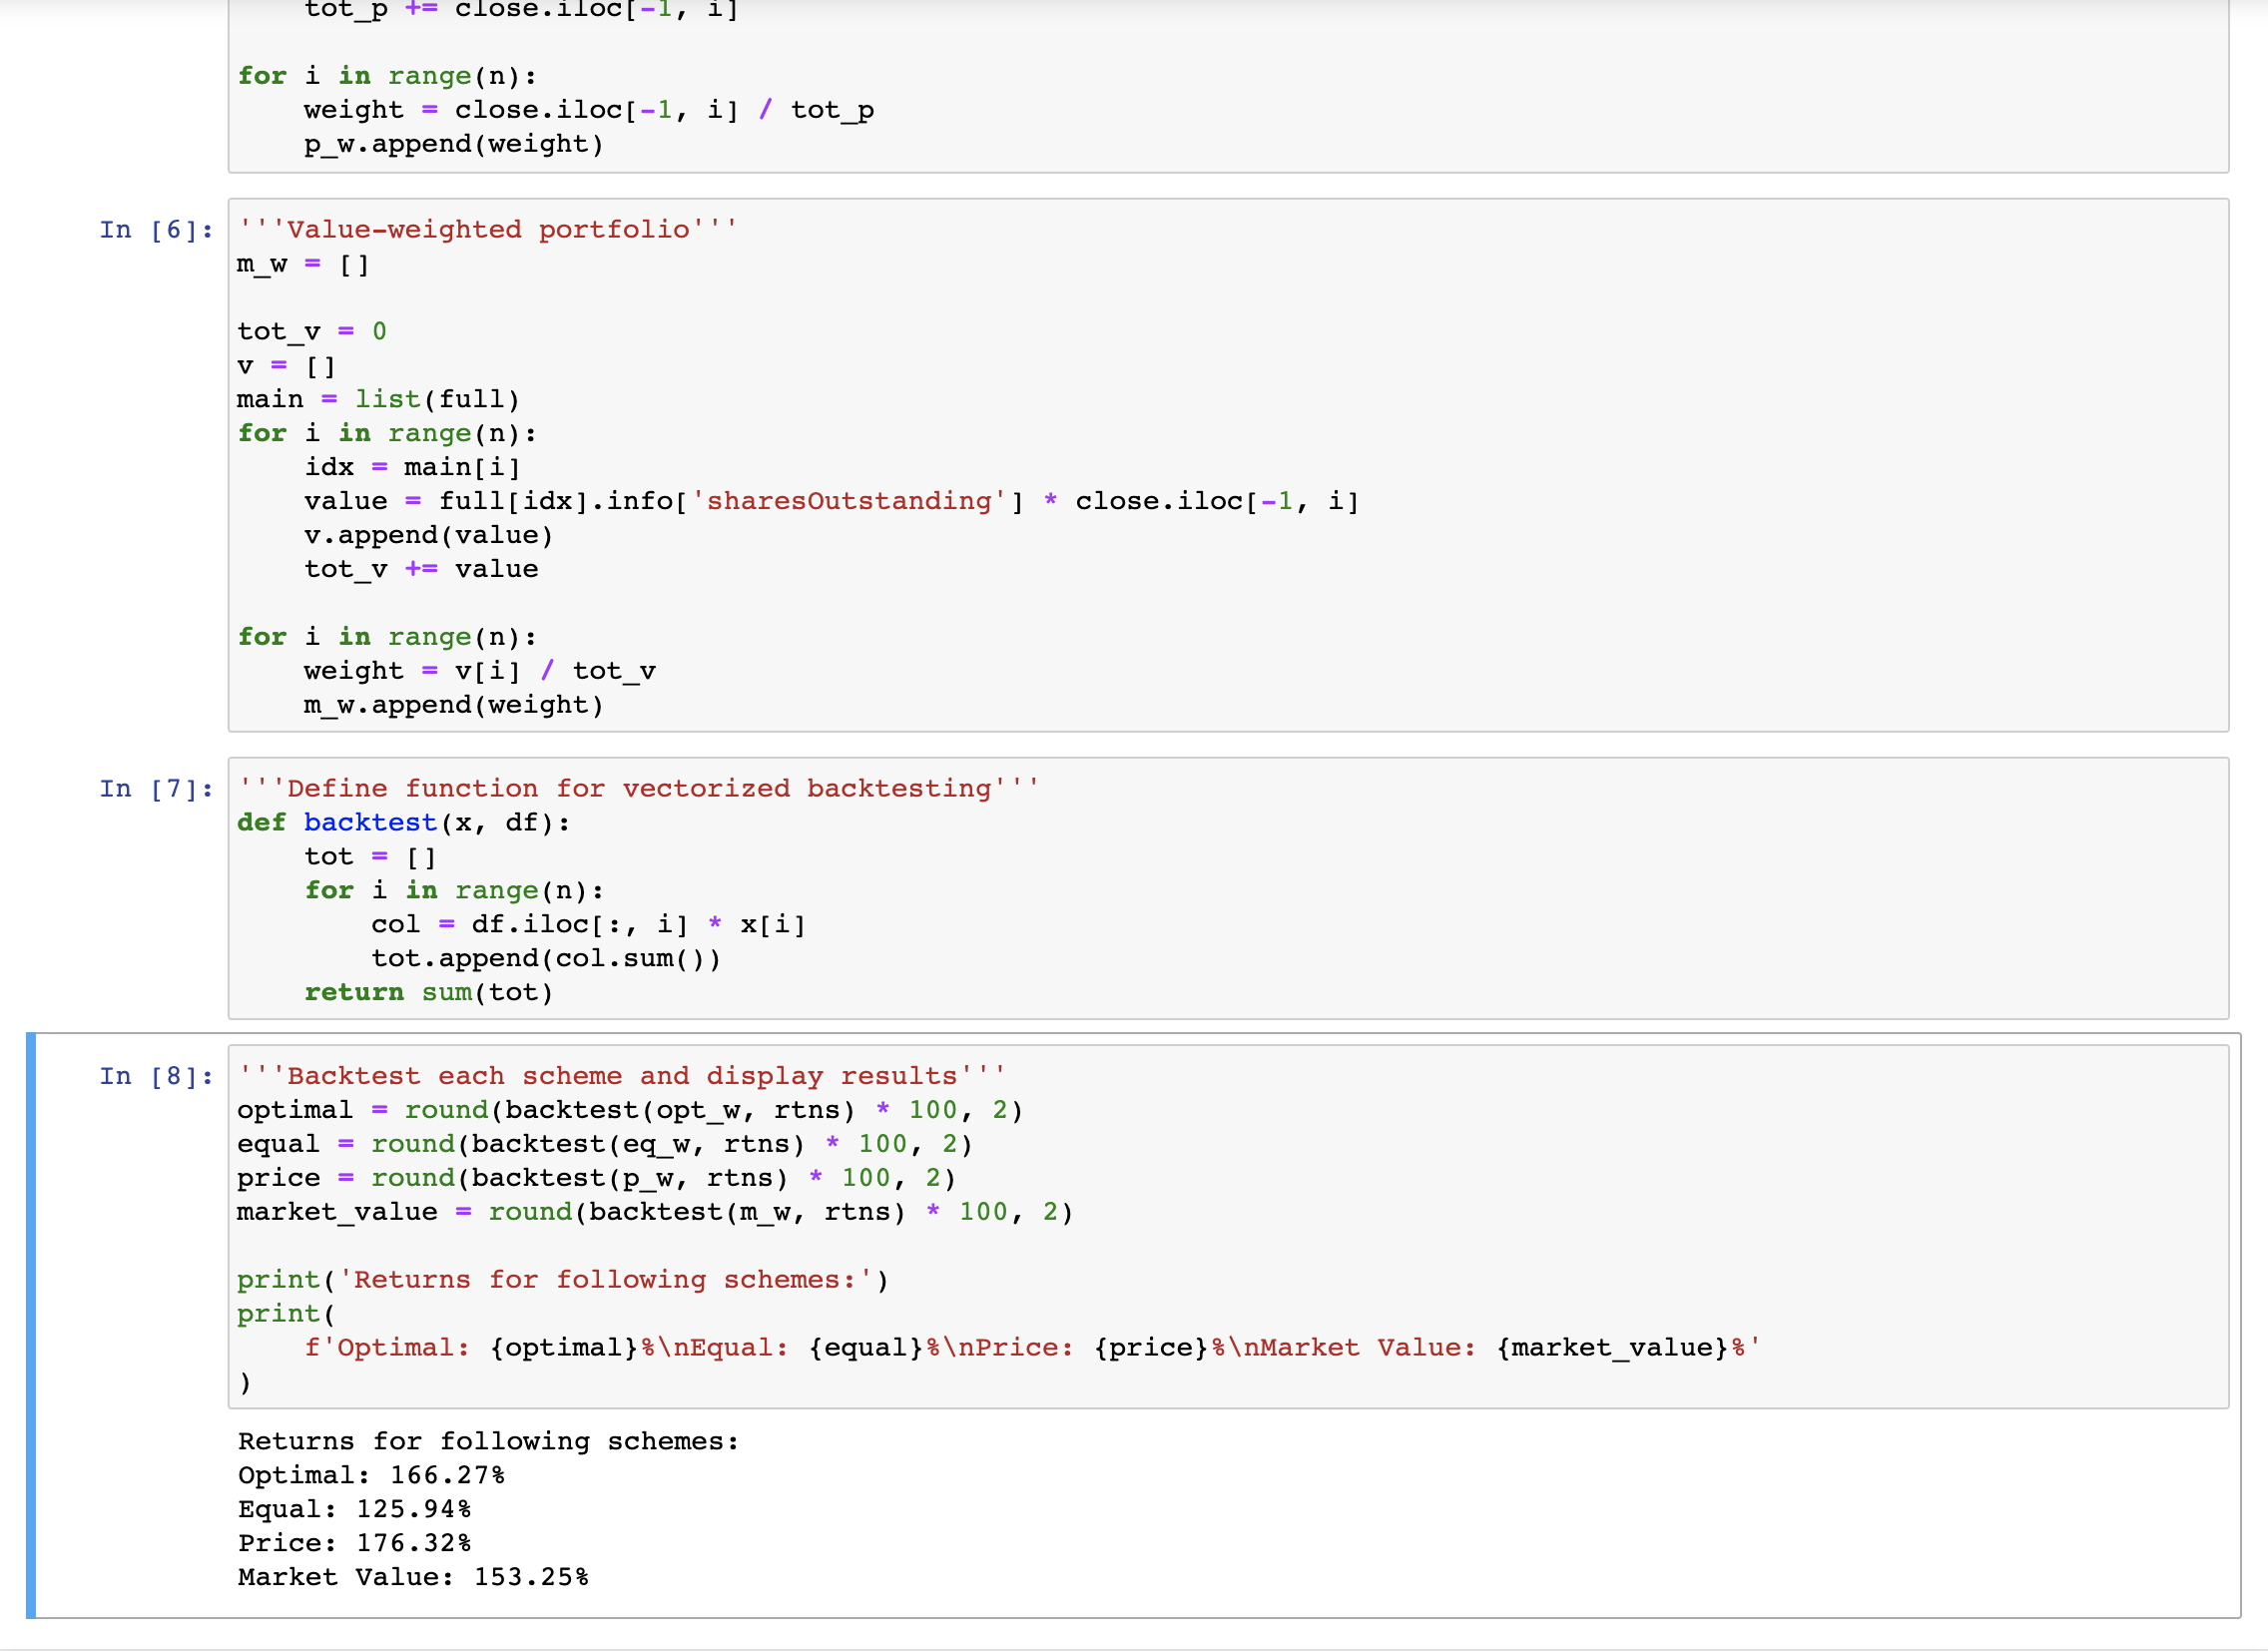 tot_p += close.iloc[-1, i]

for i in range(n):
    weight = close.iloc[-1, i] / tot_p
    p_w.append(weight)

In [6]:
'''Value-weighted portfolio'''
m_w = []

tot_v = 0
v = []
main = list(full)
for i in range(n):
    idx = main[i]
    value = full[idx].info['sharesOutstanding'] * close.iloc[-1, i]
    v.append(value)
    tot_v += value

for i in range(n):
    weight = v[i] / tot_v
    m_w.append(weight)

In [7]:
'''Define function for vectorized backtesting'''
def backtest(x, df):
    tot = []
    for i in range(n):
        col = df.iloc[:, i] * x[i]
        tot.append(col.sum())
    return sum(tot)

In [8]:
'''Backtest each scheme and display results'''
optimal = round(backtest(opt_w, rtns) * 100, 2)
equal = round(backtest(eq_w, rtns) * 100, 2)
price = round(backtest(p_w, rtns) * 100, 2)
market_value = round(backtest(m_w, rtns) * 100, 2)

print('Returns for following schemes:')
print(
    f'Optimal: {optimal}%\nEqual: {equal}%\nPrice: {price}%\nMarket Value: {market_value}%'
)
Returns for following schemes:
Optimal: 166.27%
Equal: 125.94%
Price: 176.32%
Market Value: 153.25%